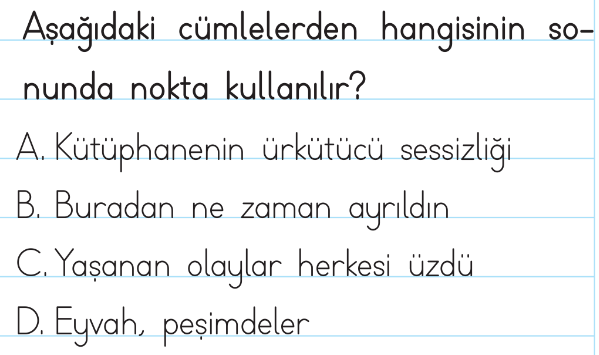 Aşağıdaki cümlelerden hangisinin so-
nunda nokta kullanılır?
A. Kütüphanenin ürkütücü sessizliği
B. Buradan ne zaman ayrıldın
C. Yaşanan olaylar herkesi üzdü
D. Eyvah, peşimdeler